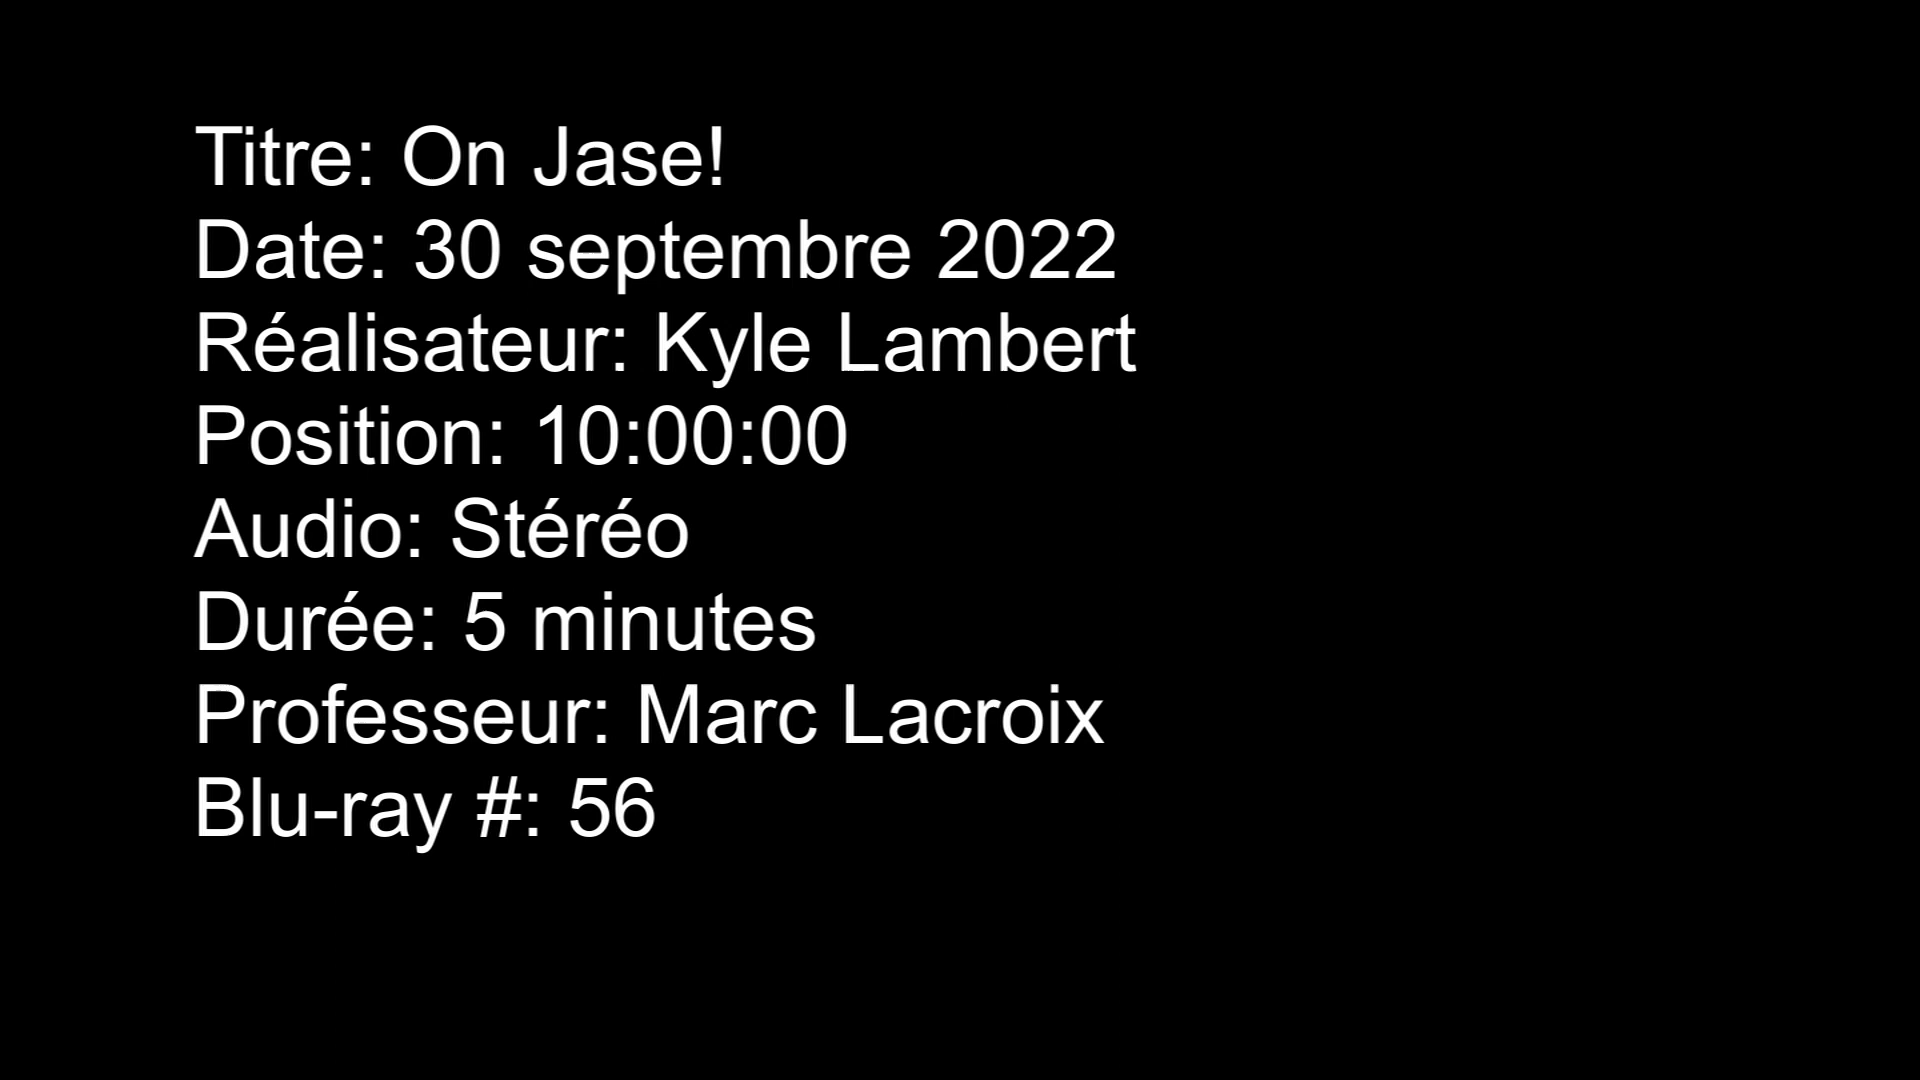 Titre: On Jase!
Date: 30 septembre 2022
Réalisateur: Kyle Lambert
Position: 10:00:00
Audio: Stéréo
Durée: 5 minutes
Professeur: Marc Lacroix
Blu-ray #: 56